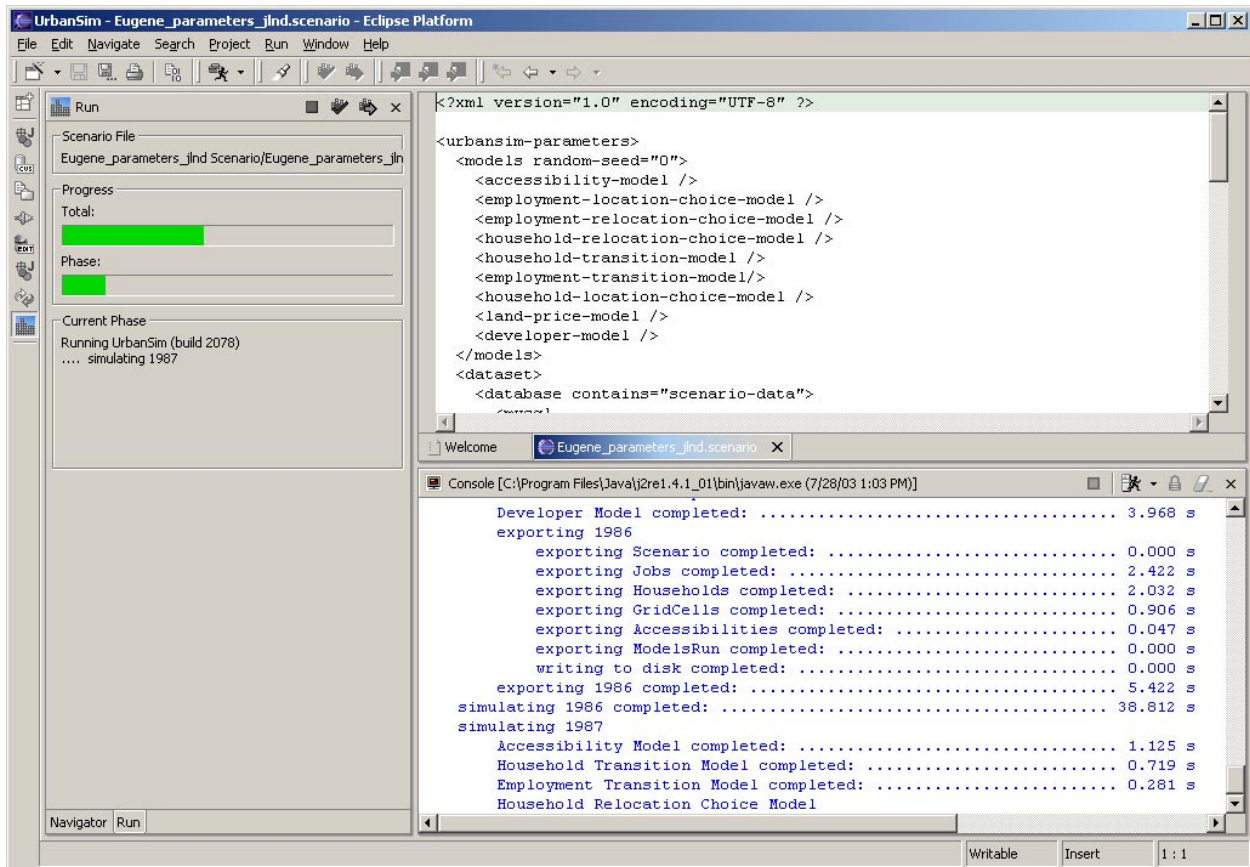 UrbanSim - Eugene_parameters_jlnd.scenario - Eclipse Platform
File Edit Navigate Search Project Run Window Help
Run
Scenario File
Eugene_parameters_jlnd Scenario/Eugene_parameters_jln
Progress
Total:
Phase:
Current Phase
Running UrbanSim (build 2078)
.... simulating 1987
Navigator Run
<?xml version="1.0" encoding="UTF-8" ?>
<urbansim-parameters>
<models random-seed="0">
<accessibility-model />
<employment-location-choice-model />
<employment-relocation-choice-model />
<household-relocation-choice-model />
<household-transition-model />
<employment-transition-model/>
<household-location-choice-model />
<land-price-model />
<developer-model />
</models>
<dataset>
<database contains="scenario-data">
<mysql
Welcome Eugene_parameters_jlnd.scenario
Console [C:\Program Files\Java\j2re1.4.1_01\bin\javaw.exe (7/28/03 1:03 PM)]
Developer Model completed: .................................... 3.968 s
exporting 1986
exporting Scenario completed: ............................. 0.000 s
exporting Jobs completed: ................................. 2.422 s
exporting Households completed: ........................... 2.032 s
exporting GridCells completed: ............................ 0.906 s
exporting Accessibilities completed: ...................... 0.047 s
exporting ModelsRun completed: ............................ 0.000 s
writing to disk completed: ................................ 0.000 s
exporting 1986 completed: ..................................... 5.422 s
simulating 1986 completed: ....................................... 38.812 s
simulating 1987
Accessibility Model completed: ................................ 1.125 s
Household Transition Model completed: ......................... 0.719 s
Employment Transition Model completed: ........................ 0.281 s
Household Relocation Choice Model
Writable Insert 1 : 1